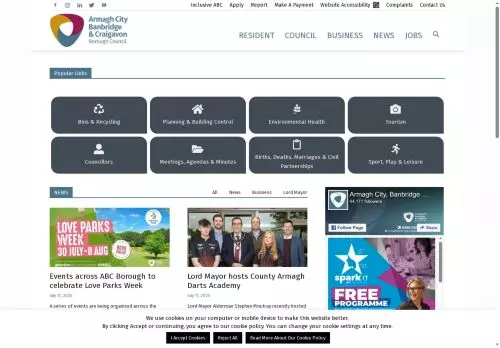 Inclusive ABC Apply Report Make A Payment Website Accessibility Complaints Contact Us
Armagh City
Banbridge
& Craigavon
Borough Council
RESIDENT COUNCIL BUSINESS NEWS JOBS
Popular Links
Bins & Recycling
Planning & Building Control
Environmental Health
Tourism
Councillors
Meetings, Agendas & Minutes
Births, Deaths, Marriages & Civil
Partnerships
Sport, Play & Leisure
NEWS
All News Business Lord Mayor
LOVE PARKS
WEEK
30 JULY-8 AUG
Events across ABC Borough to
celebrate Love Parks Week
A series of events are being organised across the
Lord Mayor hosts County Armagh
Darts Academy
Lord Mayor Alderman Stephen Moutray recently hosted
Armagh City, Banbridge ...
Follow Page
Share
spark IT
FREE
PROGRAMME
We use cookies on your computer or mobile device to make this website better.
By clicking Accept or continuing, you agree to our cookie policy. You can change your cookie settings at any time.
I Accept Cookies Reject All Read More About Our Cookie Policy